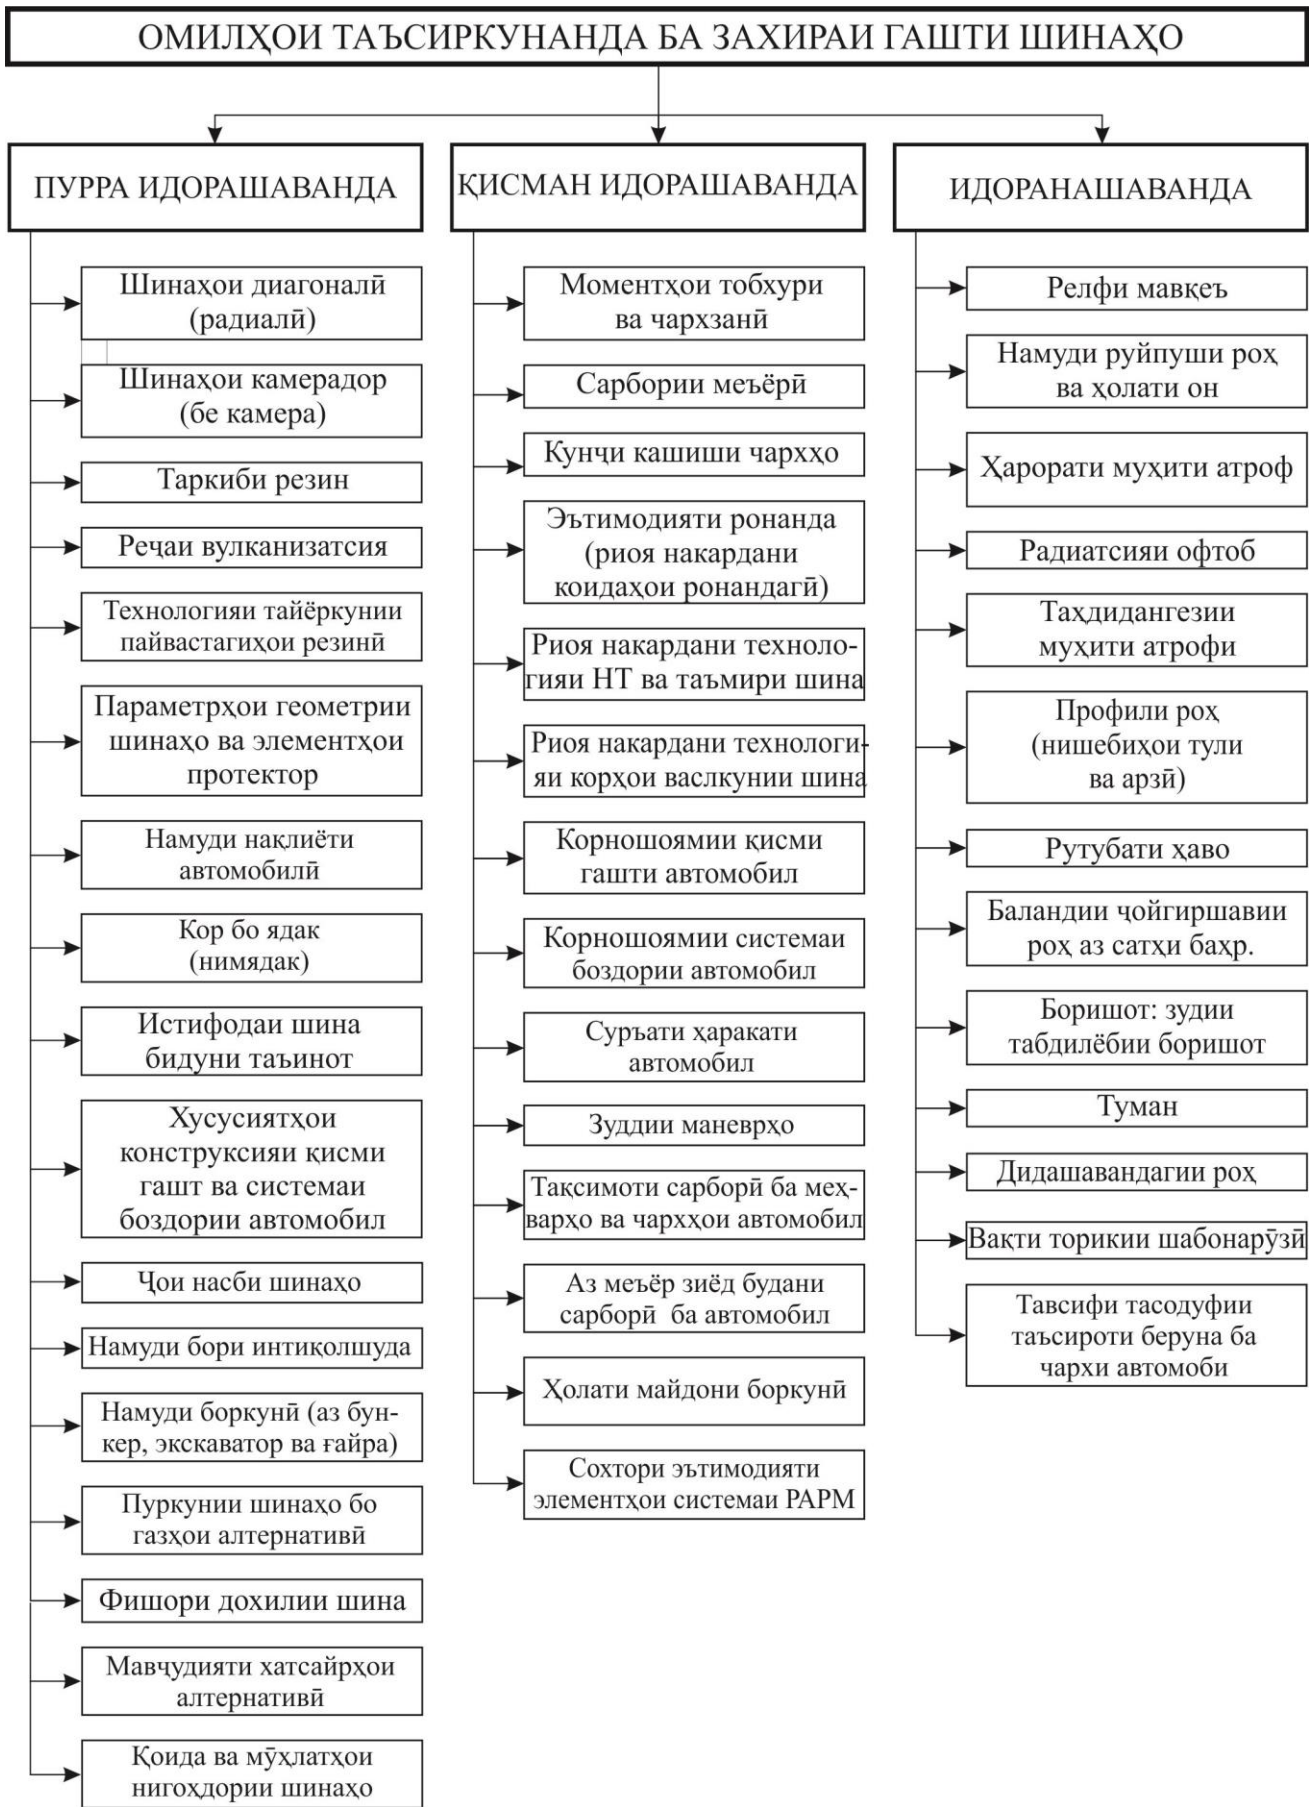 ОМИЛҲОИ ТАЪСИРКУНАНДА БА ЗАХИРАИ ГАШТИ ШИНАҲО
ПУРРА ИДОРАШАВАНДА
Шинаҳои диагоналӣ
(радиалӣ)
Шинаҳои камерадор
(бе камера)
Таркиби резин
Реҷаи вулканизатсия
Технологияи тайёркунии
пайвастагиҳои резинӣ
Параметрҳои геометрии
шинаҳо ва элементҳои
протектор
Намуди нақлиёти
автомобилӣ
Кор бо ядак
(нимядак)
Истифодаи шина
бидуни таъинот
Хусусиятҳои
конструксияи қисми
гашт ва системаи
боздории автомобил
Ҷои насби шинаҳо
Намуди бори интиқолшуда
Намуди боркунӣ (аз бун-
кер, экскаватор ва ғайра)
Пуркунии шинаҳо бо
газҳои алтернативӣ
Фишори дохилии шина
Мавҷудияти хатсайрҳои
алтернативӣ
Қоида ва мӯҳлатҳои
нигоҳдории шинаҳо
ҚИСМАН ИДОРАШАВАНДА
Моментҳои тобхури
ва чархзанӣ
Сарбории меъёрӣ
Кунҷи кашиши чархҳо
Эътимодияти ронанда
(риоя накардани
коидаҳои ронандагӣ)
Риоя накардани техноло-
гияи НТ ва таъмири шина
Риоя накардани технологи-
яи корҳои васлкунии шина
Корношоямии қисми
гашти автомобил
Корношоямии системаи
боздории автомобил
Суръати ҳаракати
автомобил
Зуддии маневрҳо
Тақсимоти сарборӣ ба меҳ-
варҳо ва чархҳои автомобил
Аз меъёр зиёд будани
сарборӣ ба автомобил
Ҳолати майдони боркунӣ
Сохтори эътимодияти
элементҳои системаи РАРМ
ИДОРАНАШАВАНДА
Релфи мавқеъ
Намуди руйпуши роҳ
ва ҳолати он
Ҳарорати муҳити атроф
Радиатсияи офтоб
Таҳдидангезии
муҳити атрофи
Профили роҳ
(нишебиҳои тули
ва арзӣ)
Рутубати ҳаво
Баландии ҷойгиршавии
роҳ аз сатҳи баҳр.
Боришот: зудии
табдилёбии боришот
Туман
Дидашавандагии роҳ
Вақти торикии шабонарӯзӣ
Тавсифи тасодуфии
таъсироти беруна ба
чархи автомоби